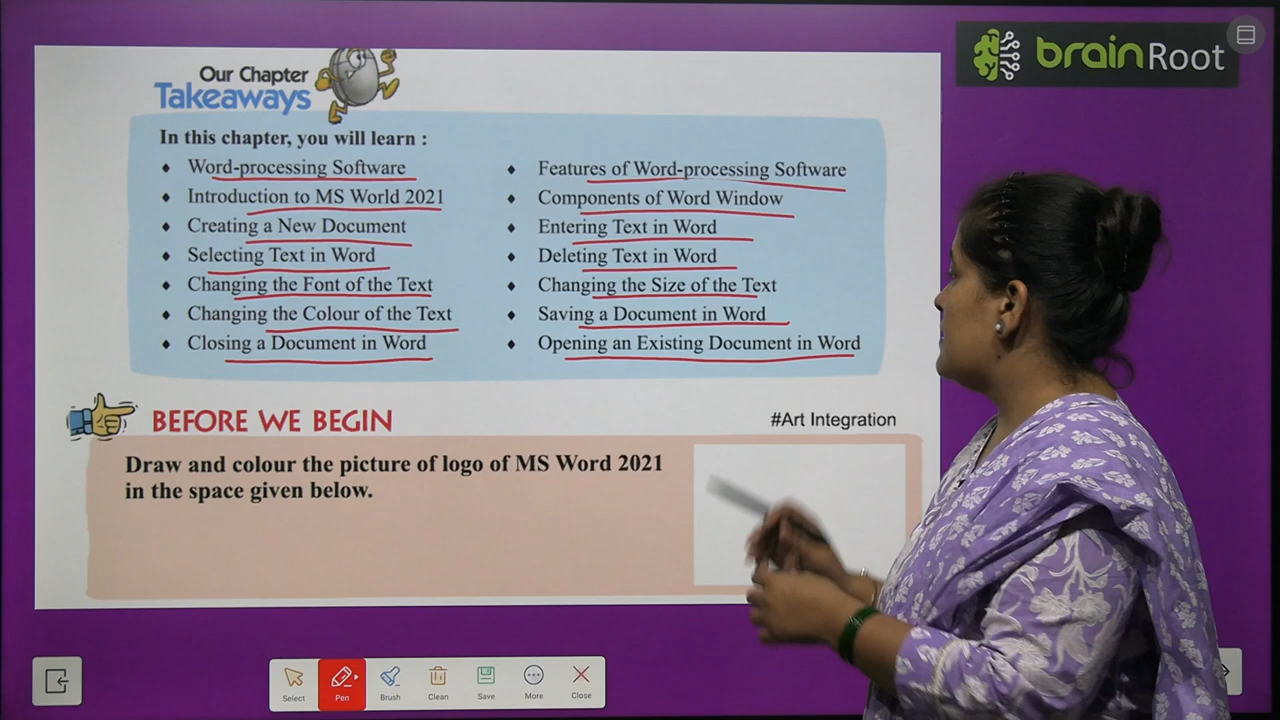 brainRoot
Our Chapter
Takeaways
In this chapter, you will learn :
♦ Word-processing Software
♦ Introduction to MS World 2021
♦ Creating a New Document
♦ Selecting Text in Word
♦ Changing the Font of the Text
♦ Changing the Colour of the Text
♦ Closing a Document in Word
♦ Features of Word-processing Software
♦ Components of Word Window
♦ Entering Text in Word
♦ Deleting Text in Word
♦ Changing the Size of the Text
♦ Saving a Document in Word
♦ Opening an Existing Document in Word
BEFORE WE BEGIN
#Art Integration
Draw and colour the picture of logo of MS Word 2021
in the space given below.
Select Pen Brush Clean Save More Close